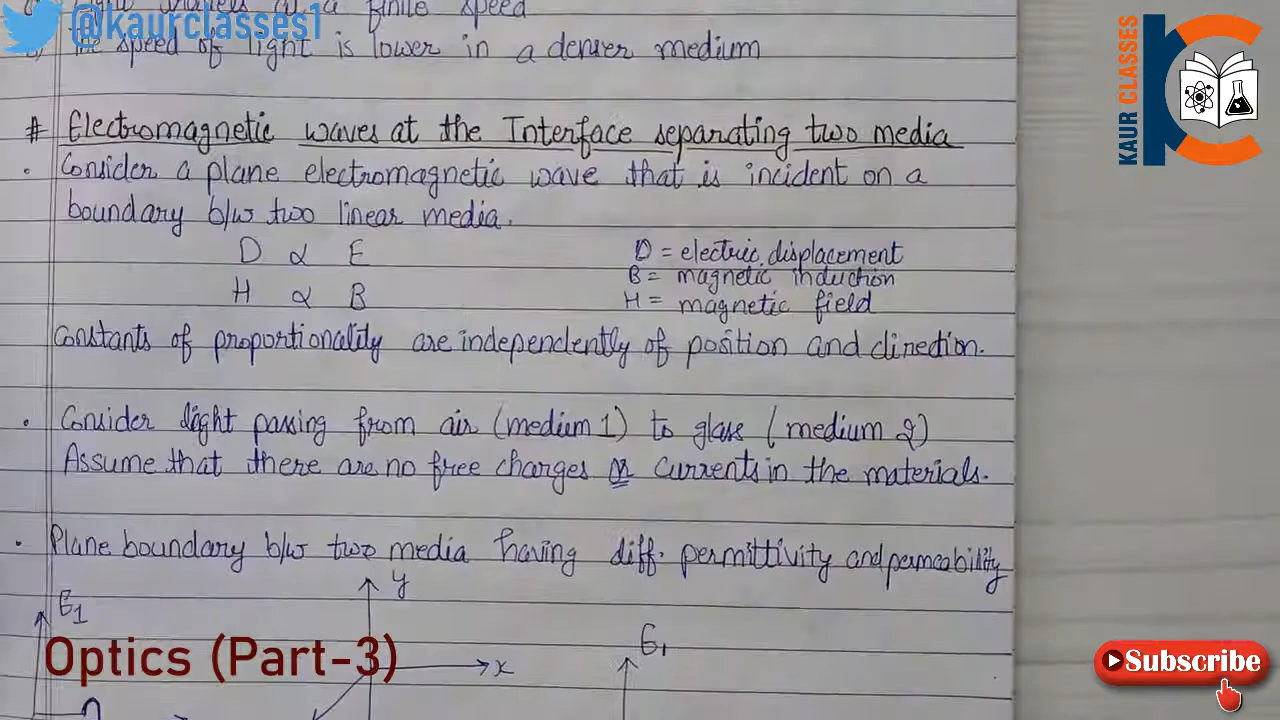 at a finite speed
@kaurclasses1
the speed of light is lower in a denser medium
# Electromagnetic waves at the Interface separating two media
. Consider a plane electromagnetic wave that is incident on a
boundary b/w two linear media.
D ∝ E
H ∝ B
D = electric displacement
B = magnetic induction
H = magnetic field
Constants of proportionality are independently of position and direction.
. Consider light passing from air (medium 1) to glass (medium 2)
Assume that there are no free charges or currents in the materials.
. Plane boundary b/w two media having diff. permittivity and permeability
y
E1
E1
x
Optics (Part-3)
KAUR CLASSES
Subscribe